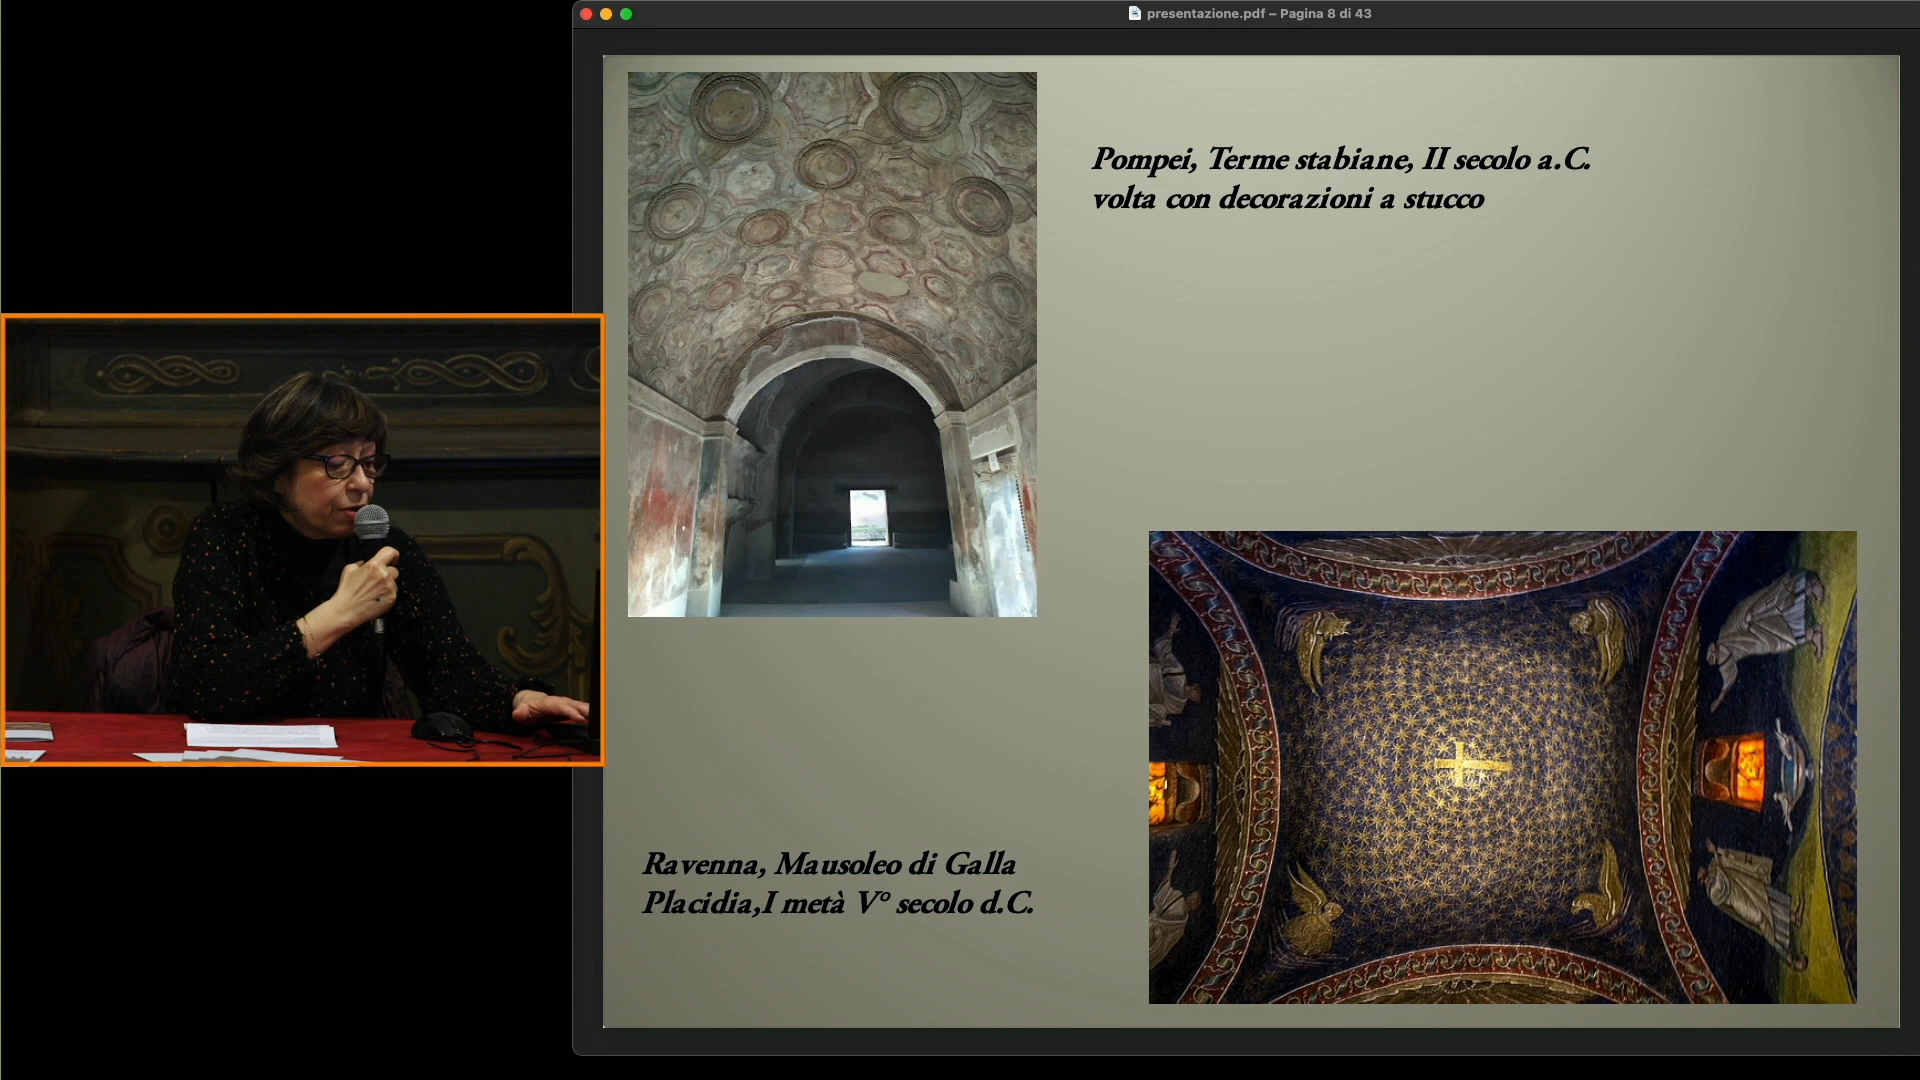 presentazione.pdf – Pagina 8 di 43
Pompei, Terme stabiane, II secolo a.C.
volta con decorazioni a stucco
Ravenna, Mausoleo di Galla
Placidia,I metà V° secolo d.C.